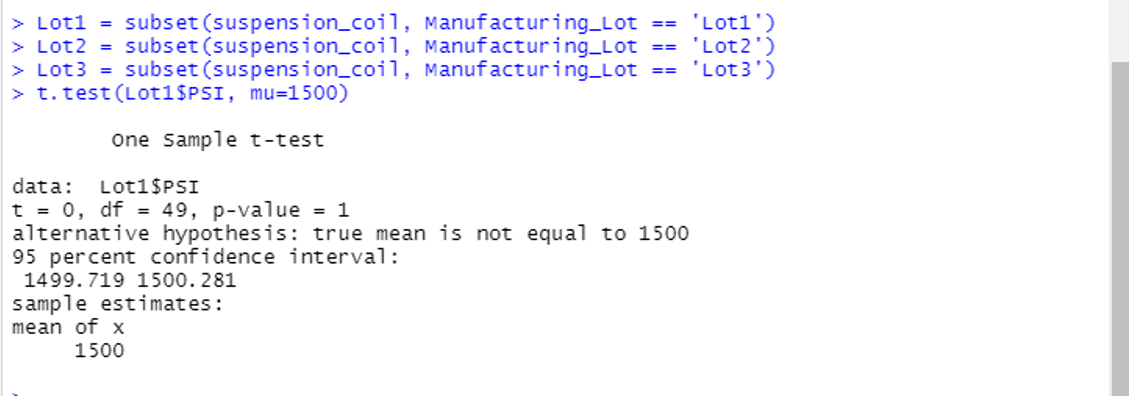 > Lot1 = subset(suspension_coil, Manufacturing_Lot == 'Lot1')
> Lot2 = subset(suspension_coil, Manufacturing_Lot == 'Lot2')
> Lot3 = subset(suspension_coil, Manufacturing_Lot == 'Lot3')
> t.test(Lot1$PSI, mu=1500)
One Sample t-test
data:  Lot1$PSI
t = 0, df = 49, p-value = 1
alternative hypothesis: true mean is not equal to 1500
95 percent confidence interval:
1499.719 1500.281
sample estimates:
mean of x
1500